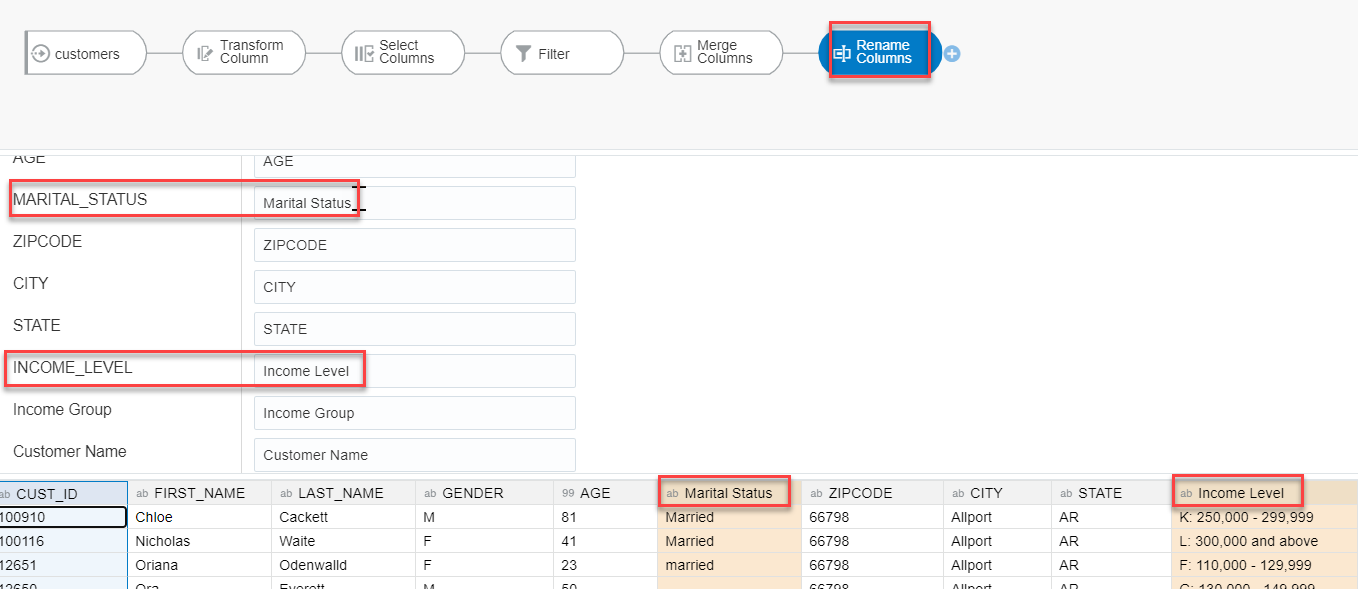 customers
Transform
Column
Select
Columns
Filter
Merge
Columns
Rename
Columns
AGE AGE
MARITAL_STATUS Marital Status
ZIPCODE ZIPCODE
CITY CITY
STATE STATE
INCOME_LEVEL Income Level
Income Group Income Group
Customer Name Customer Name
ab CUST_ID ab FIRST_NAME ab LAST_NAME ab GENDER 99 AGE ab Marital Status ab ZIPCODE ab CITY ab STATE ab Income Level
100910 Chloe Cackett M 81 Married 66798 Allport AR K: 250,000 - 299,999
100116 Nicholas Waite F 41 Married 66798 Allport AR L: 300,000 and above
12651 Oriana Odenwalld F 23 married 66798 Allport AR F: 110,000 - 129,999
12650 Ora Everett M 50 66798 Allport AR G: 130,000 - 149,999